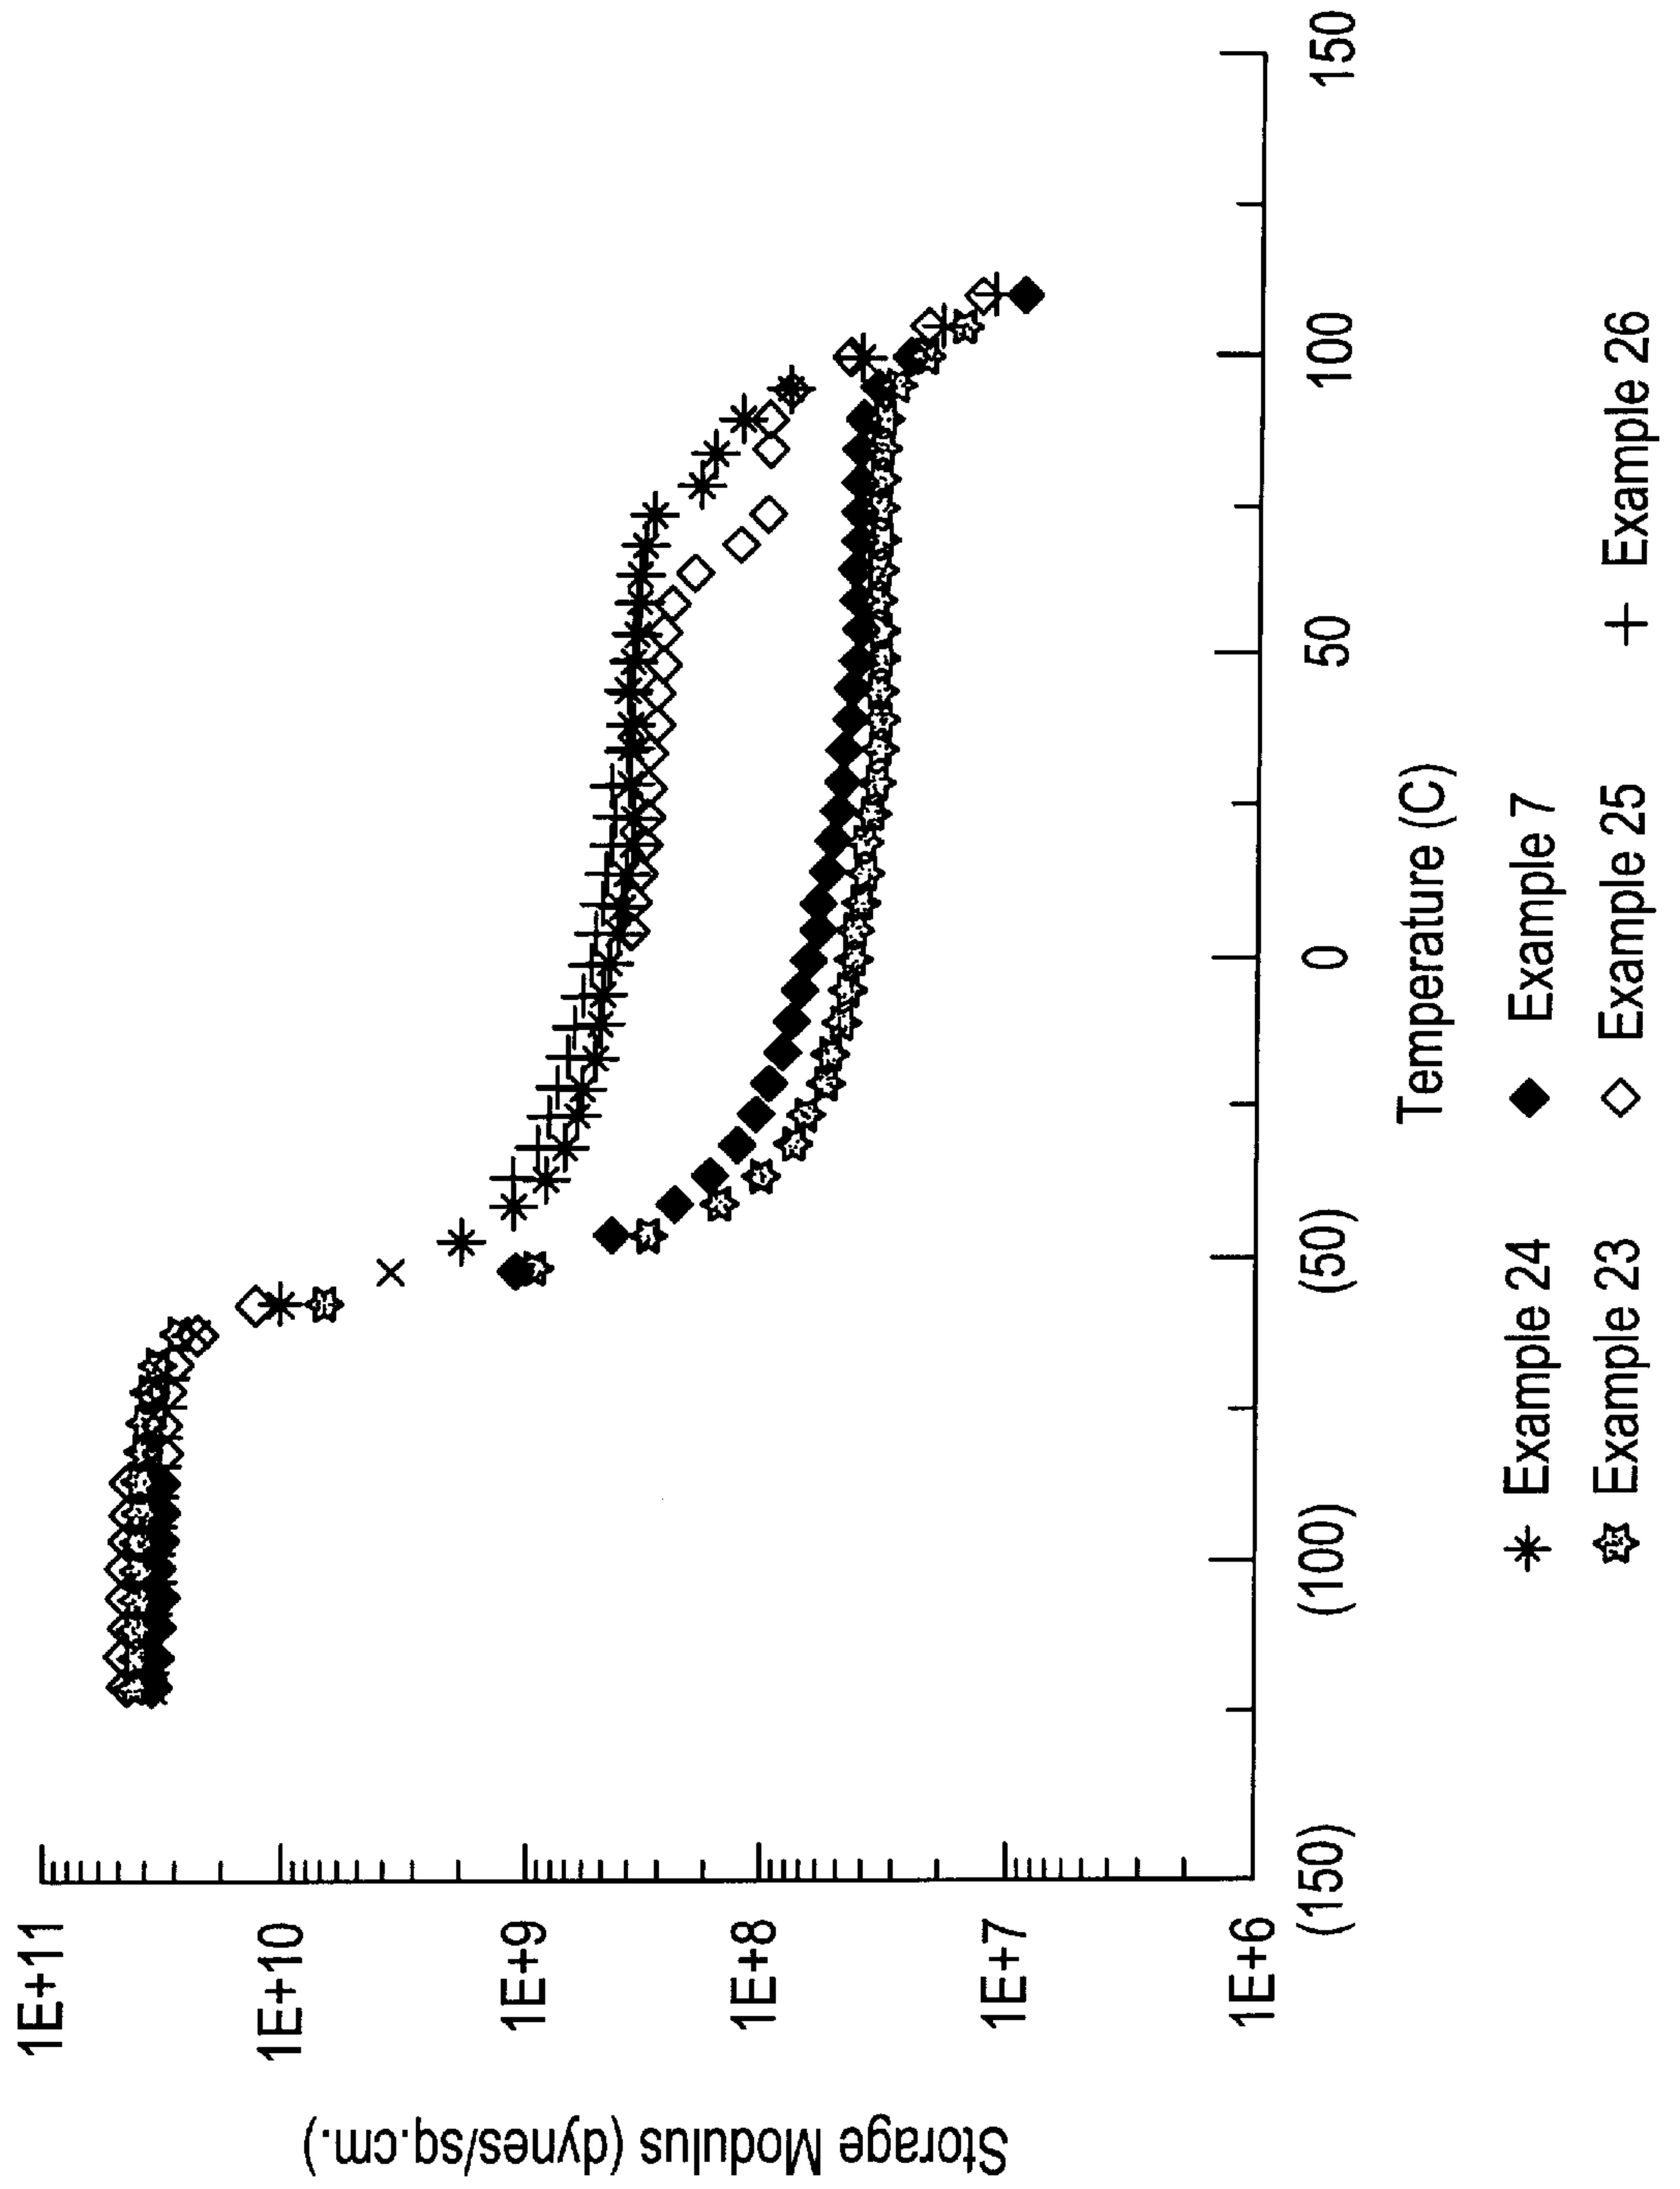 Storage Modulus (dynes/sq.cm.)
1E+11
1E+10
1E+9
1E+8
1E+7
1E+6
(150)
(100)
(50)
0
50
100
150
Temperature (C)
Example 24
Example 7
Example 23
Example 25
Example 26